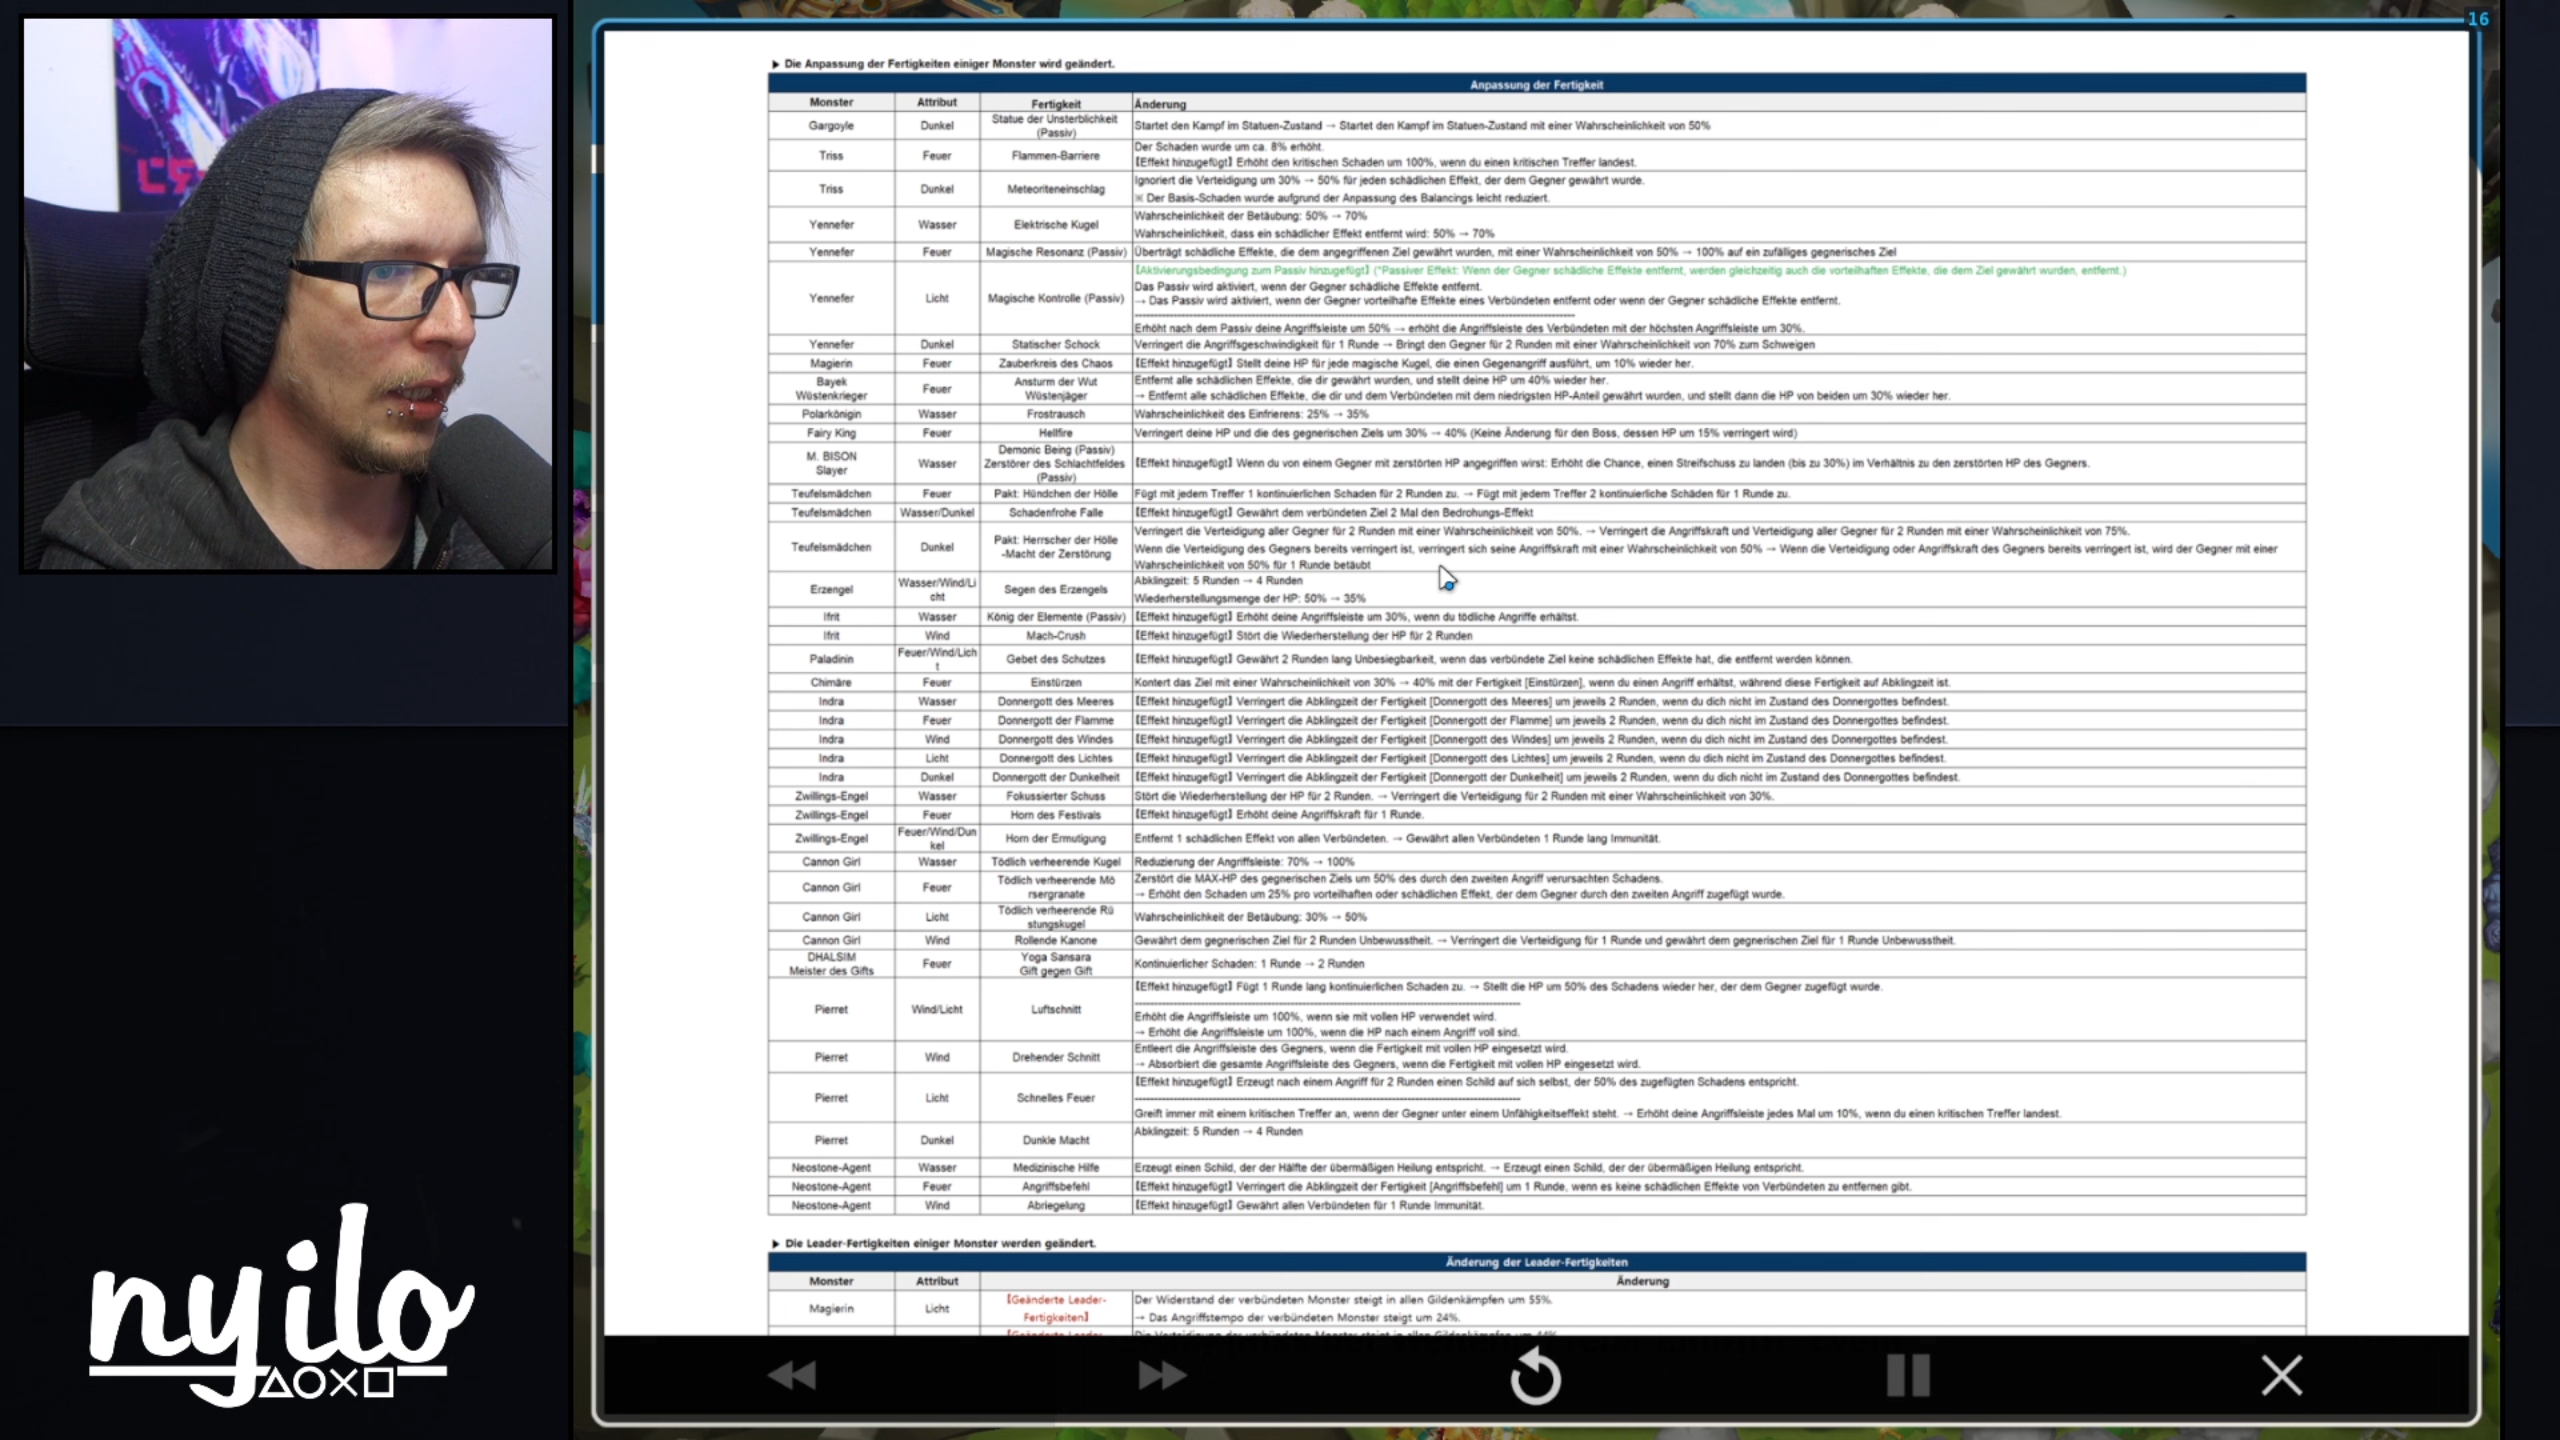 16
▶ Die Anpassung der Fertigkeiten einiger Monster wird geändert.
Anpassung der Fertigkeit
Monster Attribut Fertigkeit Änderung
Gargoyle Dunkel Statue der Unsterblichkeit (Passiv) Startet den Kampf im Statuen-Zustand → Startet den Kampf im Statuen-Zustand mit einer Wahrscheinlichkeit von 50%
Triss Feuer Flammen-Barriere Der Schaden wurde um ca. 8% erhöht.
【Effekt hinzugefügt】 Erhöht den kritischen Schaden um 100%, wenn du einen kritischen Treffer landest.
Triss Dunkel Meteoriteneinschlag Ignoriert die Verteidigung um 30% → 50% für jeden schädlichen Effekt, der dem Gegner gewährt wurde.
※ Der Basis-Schaden wurde aufgrund der Anpassung des Balancings leicht reduziert.
Yennefer Wasser Elektrische Kugel Wahrscheinlichkeit der Betäubung: 50% → 70%
Wahrscheinlichkeit, dass ein schädlicher Effekt entfernt wird: 50% → 70%
Yennefer Feuer Magische Resonanz (Passiv) Überträgt schädliche Effekte, die dem angegriffenen Ziel gewährt wurden, mit einer Wahrscheinlichkeit von 50% → 100% auf ein zufälliges gegnerisches Ziel
Yennefer Licht Magische Kontrolle (Passiv) 【Aktivierungsbedingung zum Passiv hinzugefügt】 (*Passiver Effekt: Wenn der Gegner schädliche Effekte entfernt, werden gleichzeitig auch die vorteilhaften Effekte, die dem Ziel gewährt wurden, entfernt.)
Das Passiv wird aktiviert, wenn der Gegner schädliche Effekte entfernt.
→ Das Passiv wird aktiviert, wenn der Gegner vorteilhafte Effekte eines Verbündeten entfernt oder wenn der Gegner schädliche Effekte entfernt.
Erhöht nach dem Passiv deine Angriffsleiste um 50% → erhöht die Angriffsleiste des Verbündeten mit der höchsten Angriffsleiste um 30%.
Yennefer Dunkel Statischer Schock Verringert die Angriffsgeschwindigkeit für 1 Runde → Bringt den Gegner für 2 Runden mit einer Wahrscheinlichkeit von 70% zum Schweigen
Magierin Feuer Zauberkreis des Chaos 【Effekt hinzugefügt】 Stellt deine HP für jede magische Kugel, die einen Gegenangriff ausführt, um 10% wieder her.
Bayek Wüstenkrieger Feuer Ansturm der Wut Wüstenjäger Entfernt alle schädlichen Effekte, die dir gewährt wurden, und stellt deine HP um 40% wieder her.
→ Entfernt alle schädlichen Effekte, die dir und dem Verbündeten mit dem niedrigsten HP-Anteil gewährt wurden, und stellt dann die HP von beiden um 30% wieder her.
Polarkönigin Wasser Frostrausch Wahrscheinlichkeit des Einfrierens: 25% → 35%
Fairy King Feuer Hellfire Verringert deine HP und die des gegnerischen Ziels um 30% → 40% (Keine Änderung für den Boss, dessen HP um 15% verringert wird)
M. BISON Slayer Wasser Demonic Being (Passiv) Zerstörer des Schlachtfeldes (Passiv) 【Effekt hinzugefügt】 Wenn du von einem Gegner mit zerstörten HP angegriffen wirst: Erhöht die Chance, einen Streifschuss zu landen (bis zu 30%) im Verhältnis zu den zerstörten HP des Gegners.
Teufelsmädchen Feuer Pakt: Hündchen der Hölle Fügt mit jedem Treffer 1 kontinuierlichen Schaden für 2 Runden zu. → Fügt mit jedem Treffer 2 kontinuierliche Schäden für 1 Runde zu.
Teufelsmädchen Wasser/Dunkel Schadenfrohe Falle 【Effekt hinzugefügt】 Gewährt dem verbündeten Ziel 2 Mal den Bedrohungs-Effekt
Teufelsmädchen Dunkel Pakt: Herrscher der Hölle -Macht der Zerstörung Verringert die Verteidigung aller Gegner für 2 Runden mit einer Wahrscheinlichkeit von 50%. → Verringert die Angriffskraft und Verteidigung aller Gegner für 2 Runden mit einer Wahrscheinlichkeit von 75%.
Wenn die Verteidigung des Gegners bereits verringert ist, verringert sich seine Angriffskraft mit einer Wahrscheinlichkeit von 50% → Wenn die Verteidigung oder Angriffskraft des Gegners bereits verringert ist, wird der Gegner mit einer
Wahrscheinlichkeit von 50% für 1 Runde betäubt
Erzengel Wasser/Wind/Licht Segen des Erzengels Abklingzeit: 5 Runden → 4 Runden
Wiederherstellungsmenge der HP: 50% → 35%
Ifrit Wasser König der Elemente (Passiv) 【Effekt hinzugefügt】 Erhöht deine Angriffsleiste um 30%, wenn du tödliche Angriffe erhältst.
Ifrit Wind Mach-Crush 【Effekt hinzugefügt】 Stört die Wiederherstellung der HP für 2 Runden
Paladinin Feuer/Wind/Licht Gebet des Schutzes 【Effekt hinzugefügt】 Gewährt 2 Runden lang Unbesiegbarkeit, wenn das verbündete Ziel keine schädlichen Effekte hat, die entfernt werden können.
Chimäre Feuer Einstürzen Kontert das Ziel mit einer Wahrscheinlichkeit von 30% → 40% mit der Fertigkeit [Einstürzen], wenn du einen Angriff erhältst, während diese Fertigkeit auf Abklingzeit ist.
Indra Wasser Donnergott des Meeres 【Effekt hinzugefügt】 Verringert die Abklingzeit der Fertigkeit [Donnergott des Meeres] um jeweils 2 Runden, wenn du dich nicht im Zustand des Donnergottes befindest.
Indra Feuer Donnergott der Flamme 【Effekt hinzugefügt】 Verringert die Abklingzeit der Fertigkeit [Donnergott der Flamme] um jeweils 2 Runden, wenn du dich nicht im Zustand des Donnergottes befindest.
Indra Wind Donnergott des Windes 【Effekt hinzugefügt】 Verringert die Abklingzeit der Fertigkeit [Donnergott des Windes] um jeweils 2 Runden, wenn du dich nicht im Zustand des Donnergottes befindest.
Indra Licht Donnergott des Lichtes 【Effekt hinzugefügt】 Verringert die Abklingzeit der Fertigkeit [Donnergott des Lichtes] um jeweils 2 Runden, wenn du dich nicht im Zustand des Donnergottes befindest.
Indra Dunkel Donnergott der Dunkelheit 【Effekt hinzugefügt】 Verringert die Abklingzeit der Fertigkeit [Donnergott der Dunkelheit] um jeweils 2 Runden, wenn du dich nicht im Zustand des Donnergottes befindest.
Zwillings-Engel Wasser Fokussierter Schuss Stört die Wiederherstellung der HP für 2 Runden. → Verringert die Verteidigung für 2 Runden mit einer Wahrscheinlichkeit von 30%.
Zwillings-Engel Feuer Horn des Festivals 【Effekt hinzugefügt】 Erhöht deine Angriffskraft für 1 Runde.
Zwillings-Engel Feuer/Wind/Dunkel Horn der Ermutigung Entfernt 1 schädlichen Effekt von allen Verbündeten. → Gewährt allen Verbündeten 1 Runde lang Immunität.
Cannon Girl Wasser Tödlich verheerende Kugel Reduzierung der Angriffsleiste: 70% → 100%
Cannon Girl Feuer Tödlich verheerende Mörsergranate Zerstört die MAX-HP des gegnerischen Ziels um 50% des durch den zweiten Angriff verursachten Schadens.
→ Erhöht den Schaden um 25% pro vorteilhaften oder schädlichen Effekt, der dem Gegner durch den zweiten Angriff zugefügt wurde.
Cannon Girl Licht Tödlich verheerende Rüstungskugel Wahrscheinlichkeit der Betäubung: 30% → 50%
Cannon Girl Wind Rollende Kanone Gewährt dem gegnerischen Ziel für 2 Runden Unbewusstheit. → Verringert die Verteidigung für 1 Runde und gewährt dem gegnerischen Ziel für 1 Runde Unbewusstheit.
DHALSIM Meister des Gifts Feuer Yoga Sansara Gift gegen Gift Kontinuierlicher Schaden: 1 Runde → 2 Runden
Pierret Wind/Licht Luftschnitt 【Effekt hinzugefügt】 Fügt 1 Runde lang kontinuierlichen Schaden zu. → Stellt die HP um 50% des Schadens wieder her, der dem Gegner zugefügt wurde.
Erhöht die Angriffsleiste um 100%, wenn sie mit vollen HP verwendet wird.
→ Erhöht die Angriffsleiste um 100%, wenn die HP nach einem Angriff voll sind.
Pierret Wind Drehender Schnitt Entleert die Angriffsleiste des Gegners, wenn die Fertigkeit mit vollen HP eingesetzt wird.
→ Absorbiert die gesamte Angriffsleiste des Gegners, wenn die Fertigkeit mit vollen HP eingesetzt wird.
Pierret Licht Schnelles Feuer 【Effekt hinzugefügt】 Erzeugt nach einem Angriff für 2 Runden einen Schild auf sich selbst, der 50% des zugefügten Schadens entspricht.
Greift immer mit einem kritischen Treffer an, wenn der Gegner unter einem Unfähigkeitseffekt steht. → Erhöht deine Angriffsleiste jedes Mal um 10%, wenn du einen kritischen Treffer landest.
Pierret Dunkel Dunkle Macht Abklingzeit: 5 Runden → 4 Runden
Neostone-Agent Wasser Medizinische Hilfe Erzeugt einen Schild, der der Hälfte der übermäßigen Heilung entspricht. → Erzeugt einen Schild, der der übermäßigen Heilung entspricht.
Neostone-Agent Feuer Angriffsbefehl 【Effekt hinzugefügt】 Verringert die Abklingzeit der Fertigkeit [Angriffsbefehl] um 1 Runde, wenn es keine schädlichen Effekte von Verbündeten zu entfernen gibt.
Neostone-Agent Wind Abriegelung 【Effekt hinzugefügt】 Gewährt allen Verbündeten für 1 Runde Immunität.
▶ Die Leader-Fertigkeiten einiger Monster werden geändert.
Änderung der Leader-Fertigkeiten
Monster Attribut Änderung
Magierin Licht 【Geänderte Leader-Fertigkeiten】 Der Widerstand der verbündeten Monster steigt in allen Gildenkämpfen um 55%.
→ Das Angriffstempo der verbündeten Monster steigt um 24%.
nyilo